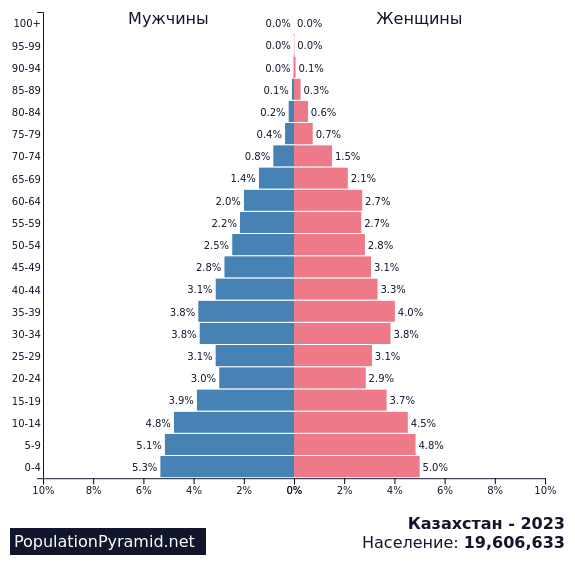 Мужчины Женщины
100+ 0.0% 0.0%
95-99 0.0% 0.0%
90-94 0.0% 0.1%
85-89 0.1% 0.3%
80-84 0.2% 0.6%
75-79 0.4% 0.7%
70-74 0.8% 1.5%
65-69 1.4% 2.1%
60-64 2.0% 2.7%
55-59 2.2% 2.7%
50-54 2.5% 2.8%
45-49 2.8% 3.1%
40-44 3.1% 3.3%
35-39 3.8% 4.0%
30-34 3.8% 3.8%
25-29 3.1% 3.1%
20-24 3.0% 2.9%
15-19 3.9% 3.7%
10-14 4.8% 4.5%
5-9 5.1% 4.8%
0-4 5.3% 5.0%
10% 8% 6% 4% 2% 0% 2% 4% 6% 8% 10%
Казахстан - 2023
PopulationPyramid.net Население: 19,606,633